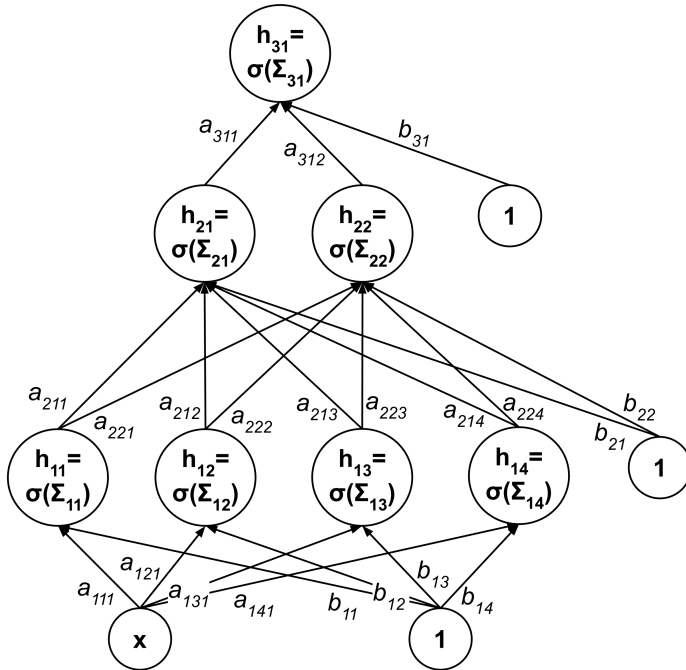 h₃₁=
σ(Σ₃₁)
a₃₁₁
a₃₁₂
b₃₁
h₂₁=
σ(Σ₂₁)
h₂₂=
σ(Σ₂₂)
1
a₂₁₁
a₂₂₁
a₂₁₂
a₂₂₂
a₂₁₃
a₂₂₃
a₂₁₄
a₂₂₄
b₂₁
b₂₂
h₁₁=
σ(Σ₁₁)
h₁₂=
σ(Σ₁₂)
h₁₃=
σ(Σ₁₃)
h₁₄=
σ(Σ₁₄)
1
a₁₁₁
a₁₂₁
a₁₃₁
a₁₄₁
b₁₁
b₁₂
b₁₃
b₁₄
x
1